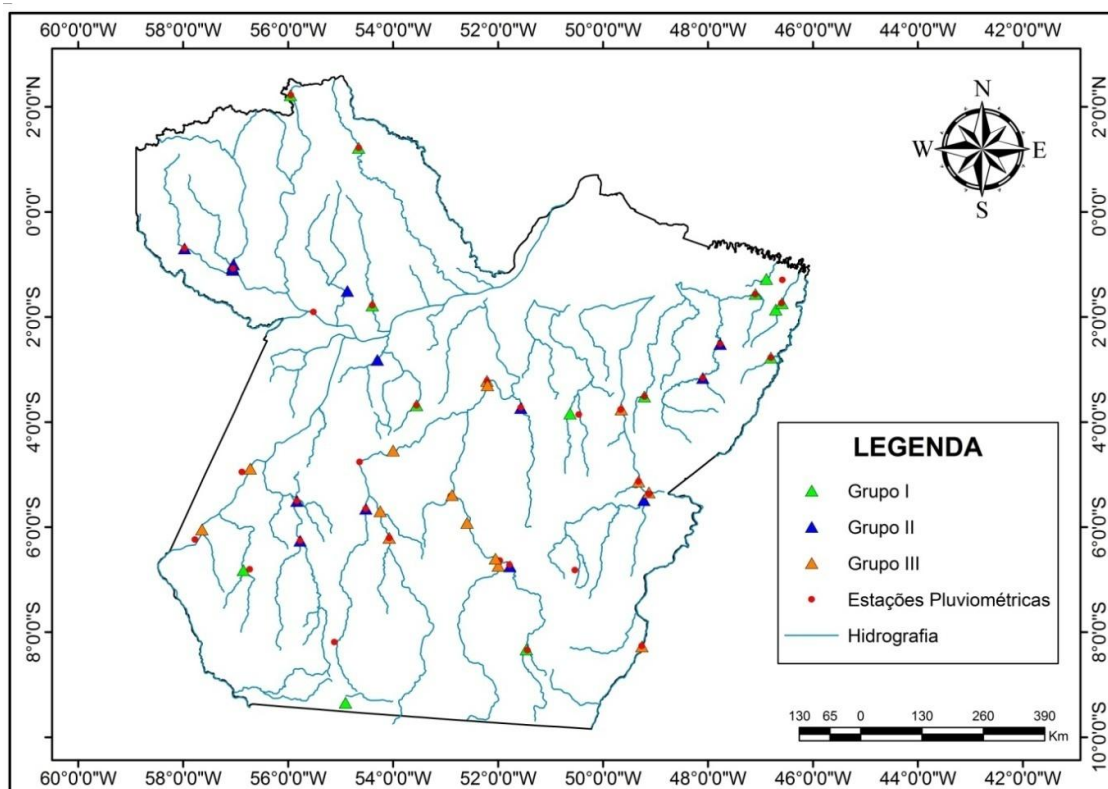 60°0'0"W 58°0'0"W 56°0'0"W 54°0'0"W 52°0'0"W 50°0'0"W 48°0'0"W 46°0'0"W 44°0'0"W 42°0'0"W
2°0'0"N 2°0'0"N
N
W E
S
0°0'0" 0°0'0"
2°0'0"S 2°0'0"S
4°0'0"S 4°0'0"S
LEGENDA
Grupo I
Grupo II
Grupo III
Estações Pluviométricas
Hidrografia
6°0'0"S 6°0'0"S
8°0'0"S 8°0'0"S
130 65 0 130 260 390
Km
10°0'0"S
60°0'0"W 58°0'0"W 56°0'0"W 54°0'0"W 52°0'0"W 50°0'0"W 48°0'0"W 46°0'0"W 44°0'0"W 42°0'0"W